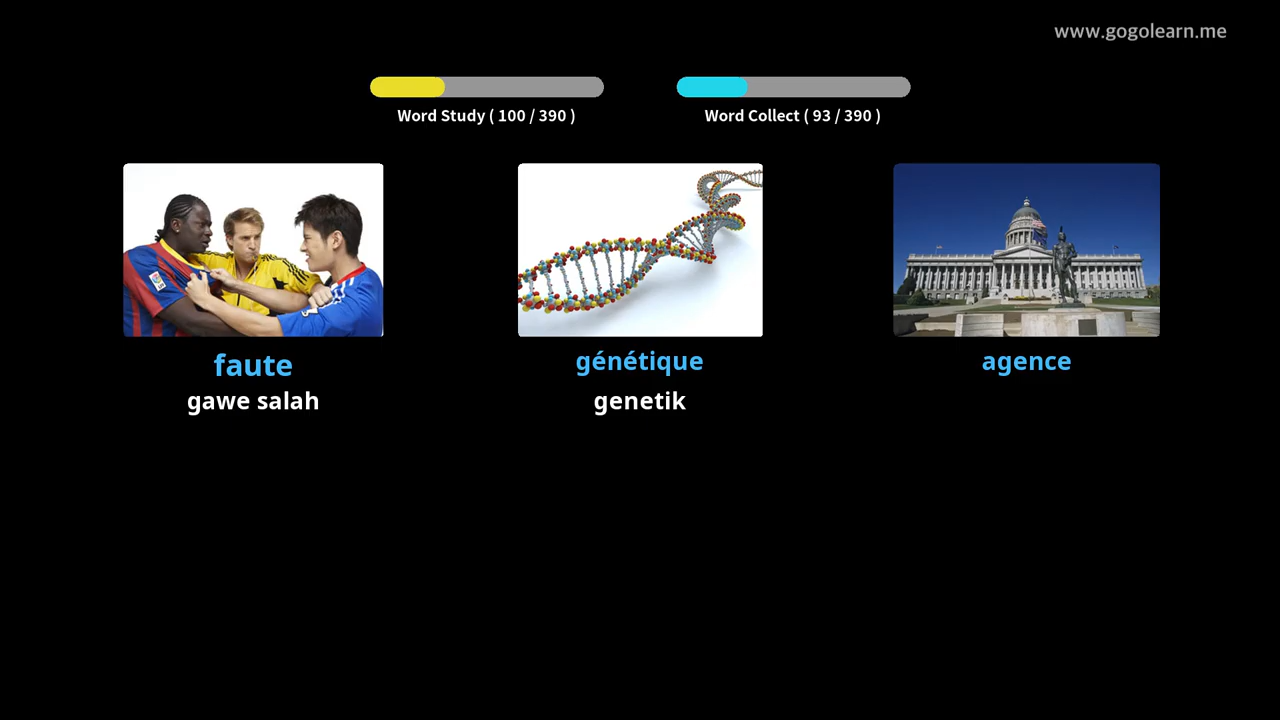 www.gogolearn.me
Word Study ( 100 / 390 )
Word Collect ( 93 / 390 )
faute
génétique
agence
gawe salah
genetik